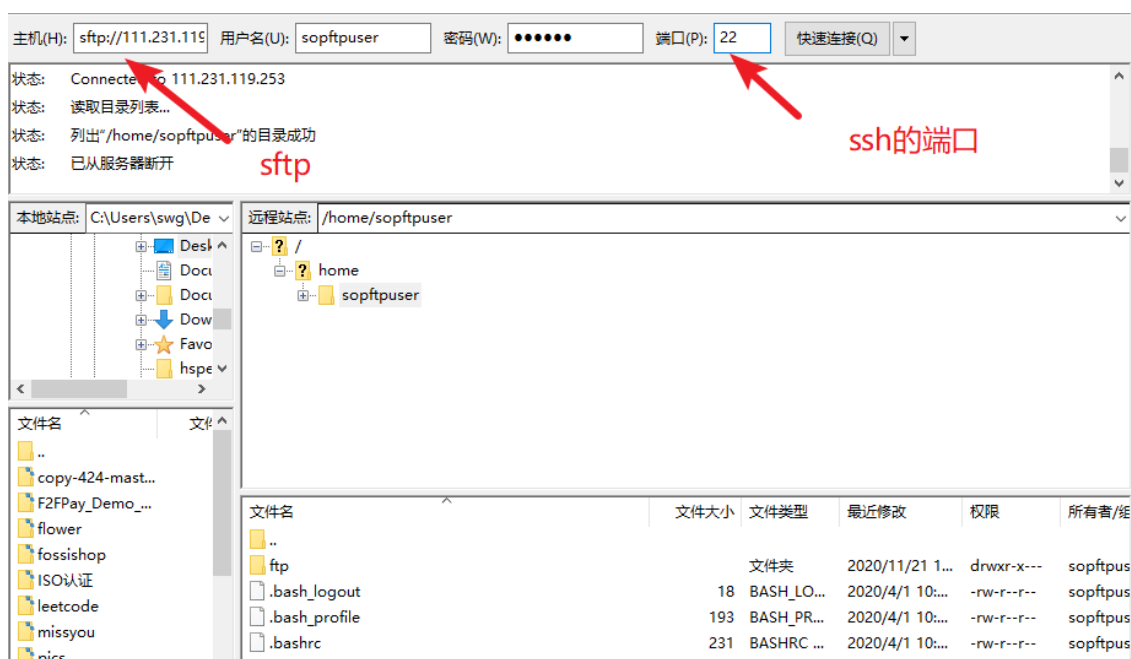 主机(H): sftp://111.231.119 用户名(U): sopftpuser 密码(W): ●●●●●● 端口(P): 22 快速连接(Q)
状态: Connected to 111.231.119.253
状态: 读取目录列表...
状态: 列出"/home/sopftpuser"的目录成功
状态: 已从服务器断开
ssh的端口
sftp
本地站点: C:\Users\swg\De
远程站点: /home/sopftpuser
Desk
Docu
Docu
Dow
Favo
hspe
/
home
sopftpuser
文件名 文件
..
copy-424-mast...
F2FPay_Demo_...
flower
fossishop
ISO认证
leetcode
missyou
pics
文件名 文件大小 文件类型 最近修改 权限 所有者/组
..
ftp 文件夹 2020/11/21 1... drwxr-x--- sopftpus
.bash_logout 18 BASH_LO... 2020/4/1 10:... -rw-r--r-- sopftpus
.bash_profile 193 BASH_PR... 2020/4/1 10:... -rw-r--r-- sopftpus
.bashrc 231 BASHRC ... 2020/4/1 10:... -rw-r--r-- sopftpus